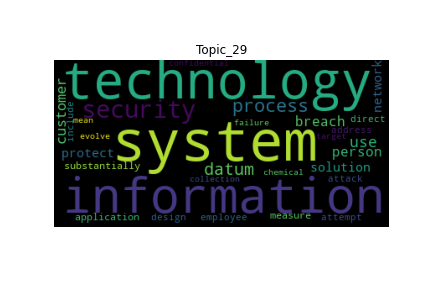 Topic_29
confidential
technology
customer
include
security
process
network
mean
evolve
failure
breach
direct
target
address
protect
system
use
person
substantially
datum
chemical
solution
collection
attack
information
application
design
employee
measure
attempt